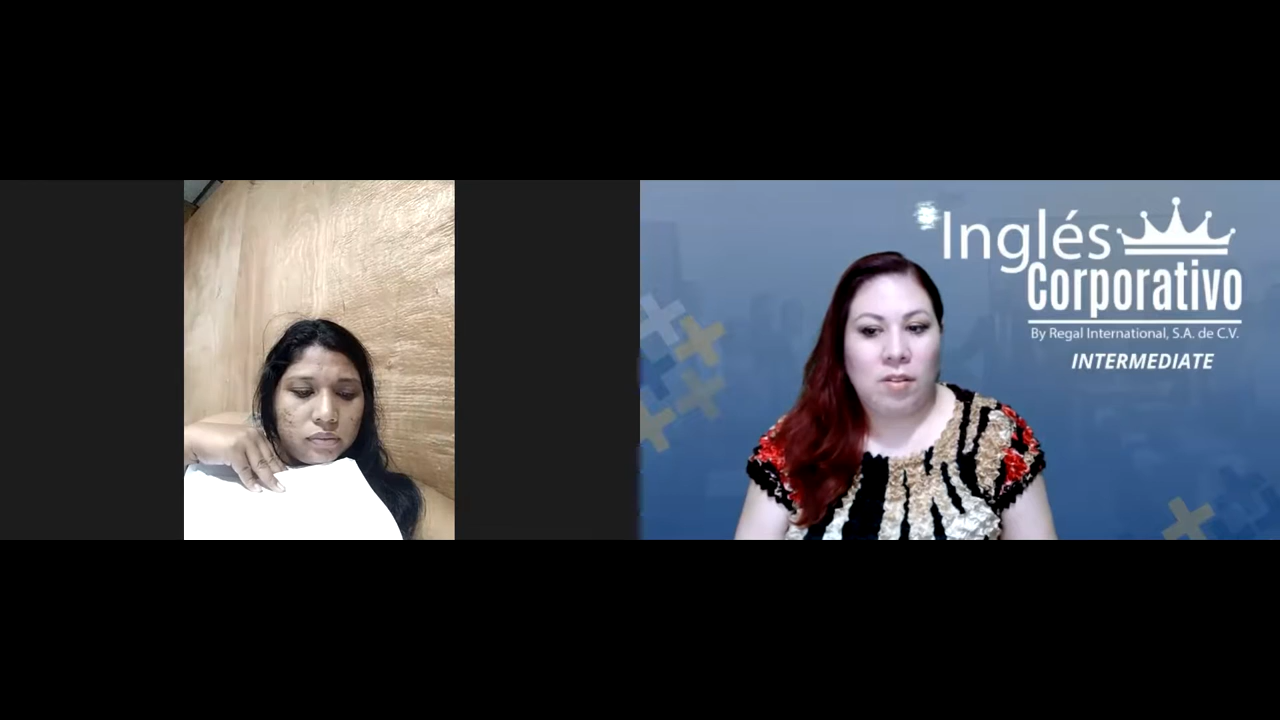 Inglés
Corporativo
By Regal International, S.A. de C.V.
INTERMEDIATE